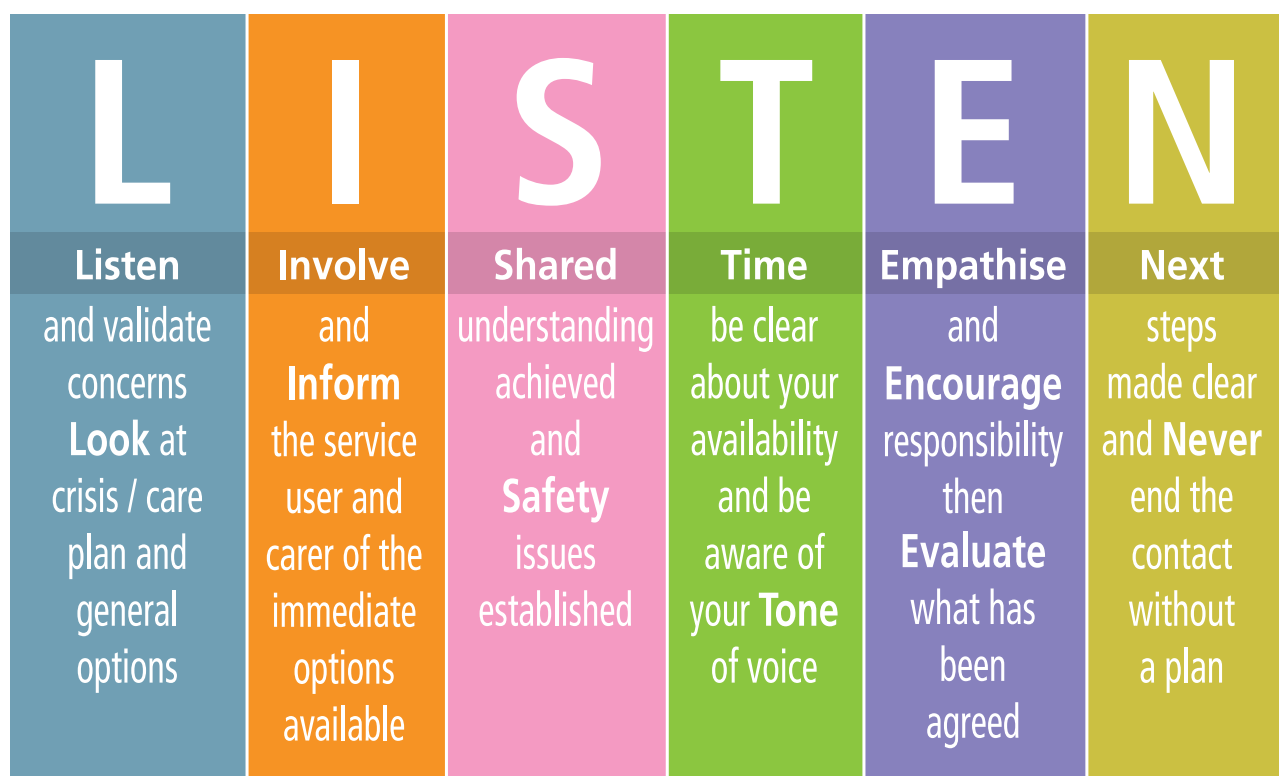 L
Listen
and validate
concerns
Look at
crisis / care
plan and
general
options
I
Involve
and
Inform
the service
user and
carer of the
immediate
options
available
S
Shared
understanding
achieved
and
Safety
issues
established
T
Time
be clear
about your
availability
and be
aware of
your Tone
of voice
E
Empathise
and
Encourage
responsibility
then
Evaluate
what has
been
agreed
N
Next
steps
made clear
and Never
end the
contact
without
a plan